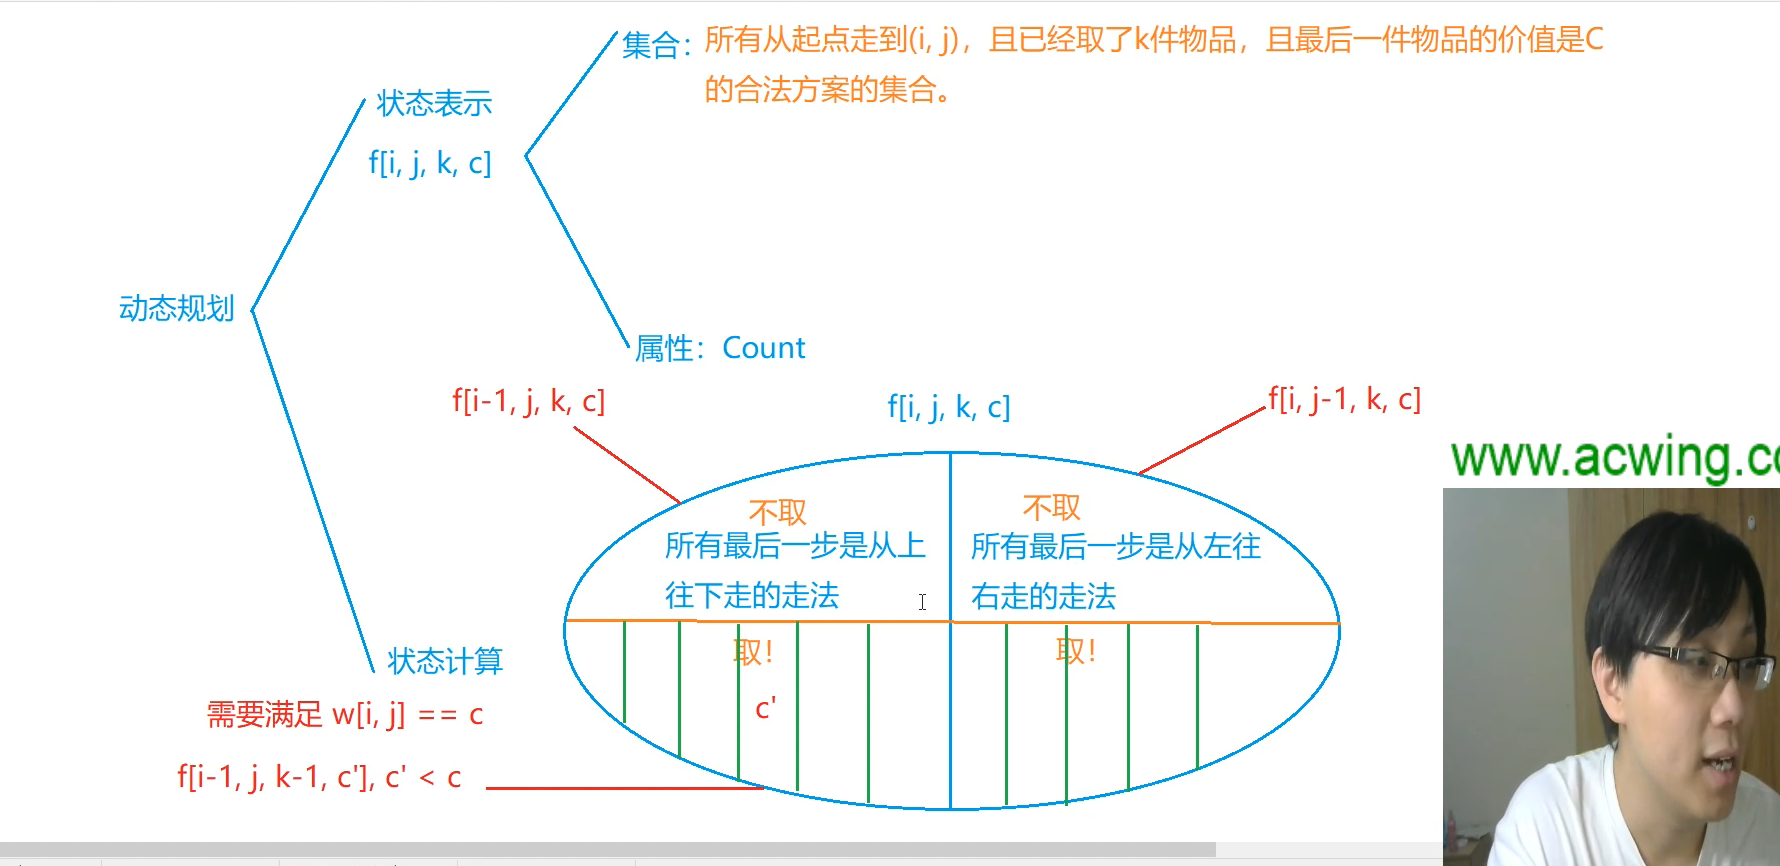 集合：所有从起点走到(i, j)，且已经取了k件物品，且最后一件物品的价值是C
的合法方案的集合。
状态表示
f[i, j, k, c]
动态规划
属性：Count
f[i-1, j, k, c]
f[i, j, k, c]
f[i, j-1, k, c]
www.acwing.co
不取
不取
所有最后一步是从上
往下走的走法
所有最后一步是从左往
右走的走法
取！
取！
c'
状态计算
需要满足 w[i, j] == c
f[i-1, j, k-1, c'], c' < c